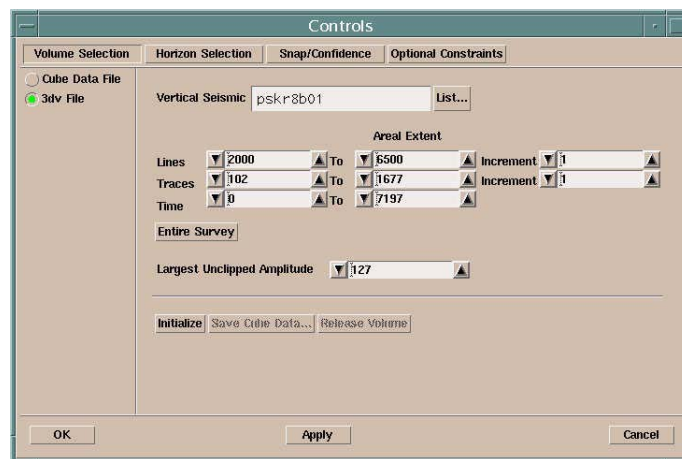 Controls
Volume Selection Horizon Selection Snap/Confidence Optional Constraints
Cube Data File
3dv File
Vertical Seismic pskr8b01 List...
Areal Extent
Lines 2000 To 6500 Increment 1
Traces 102 To 1677 Increment 1
Time 0 To 7197
Entire Survey
Largest Unclipped Amplitude 127
Initialize Save Cube Data... Release Volume
OK Apply Cancel